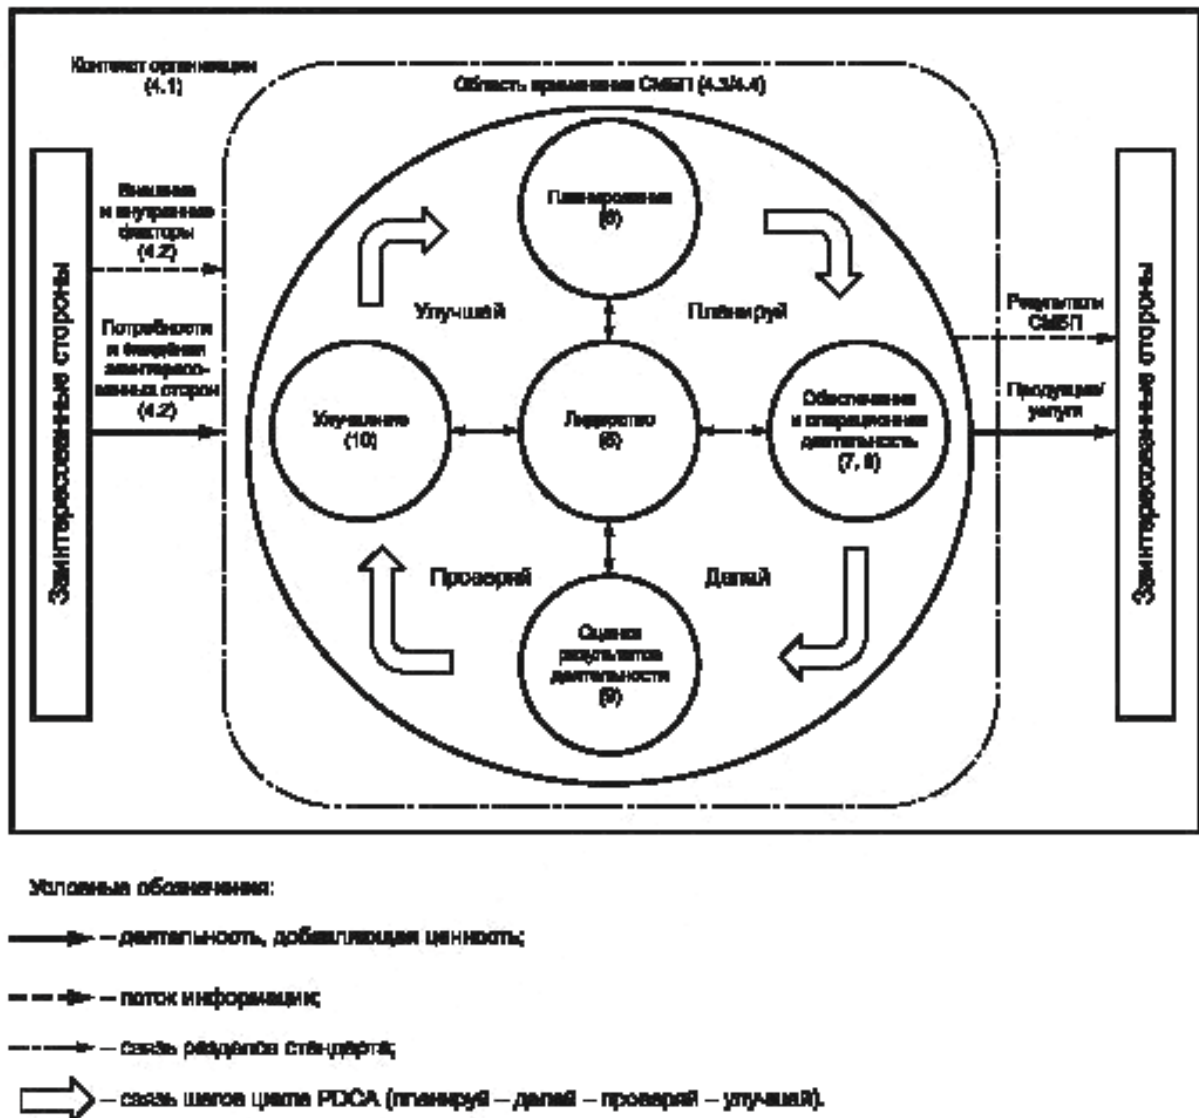 Контекст организации
(4.1)
Область применения СМБП (4.3/4.4)
Заинтересованные стороны
Внешние
и внутренние
факторы
(4.2)
Потребности
и ожидания
заинтересо-
ванных сторон
(4.2)
Планирование
(6)
Улучшай
Планируй
Улучшение
(10)
Лидерство
(5)
Обеспечение
и операционная
деятельность
(7, 8)
Проверяй
Делай
Оценка
результатов
деятельности
(9)
Результаты
СМБП
Продукция/
услуги
Заинтересованные стороны
Условные обозначения:
– деятельность, добавляющая ценность;
– поток информации;
– связь разделов стандарта;
– связь шагов цикла PDCA (планируй – делай – проверяй – улучшай).